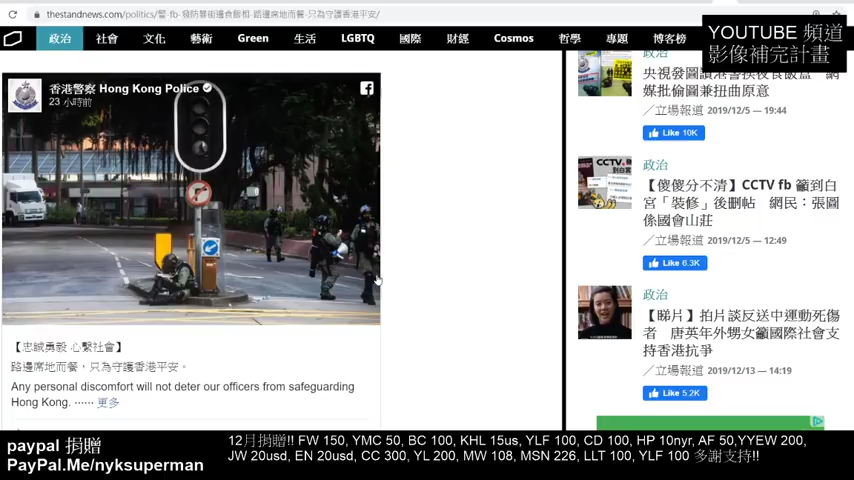 thestandnews.com/politics/警-fb-發防暴街邊食飯相-路邊席地而餐-只為守護香港平安/
政治 社會 文化 藝術 Green 生活 LGBTQ 國際 財經 Cosmos 哲學 專題 博客榜
YOUTUBE 頻道
影像補完計畫
香港警察 Hong Kong Police
23 小時前
【忠誠勇毅 心繫社會】
路邊席地而餐，只為守護香港平安。
Any personal discomfort will not deter our officers from safeguarding
Hong Kong. ⋯⋯ 更多
政治
媒批偷圖兼扭曲原意
／立場報道 2019/12/5 — 19:44
Like 10K
政治
【傻傻分不清】CCTV fb 籲到白
宮「裝修」後刪帖 網民：張圖
係國會山莊
／立場報道 2019/12/5 — 12:49
Like 6.3K
政治
【睇片】拍片談反送中運動死傷
者 唐英年外甥女籲國際社會支
持香港抗爭
／立場報道 2019/12/13 — 14:19
Like 5.2K
paypal 捐贈
PayPal.Me/nyksuperman
12月捐贈!! FW 150, YMC 50, BC 100, KHL 15us, YLF 100, CD 100, HP 10nyr, AF 50,YYEW 200,
JW 20usd, EN 20usd, CC 300, YL 200, MW 108, MSN 226, LLT 100, YLF 100 多謝支持!!